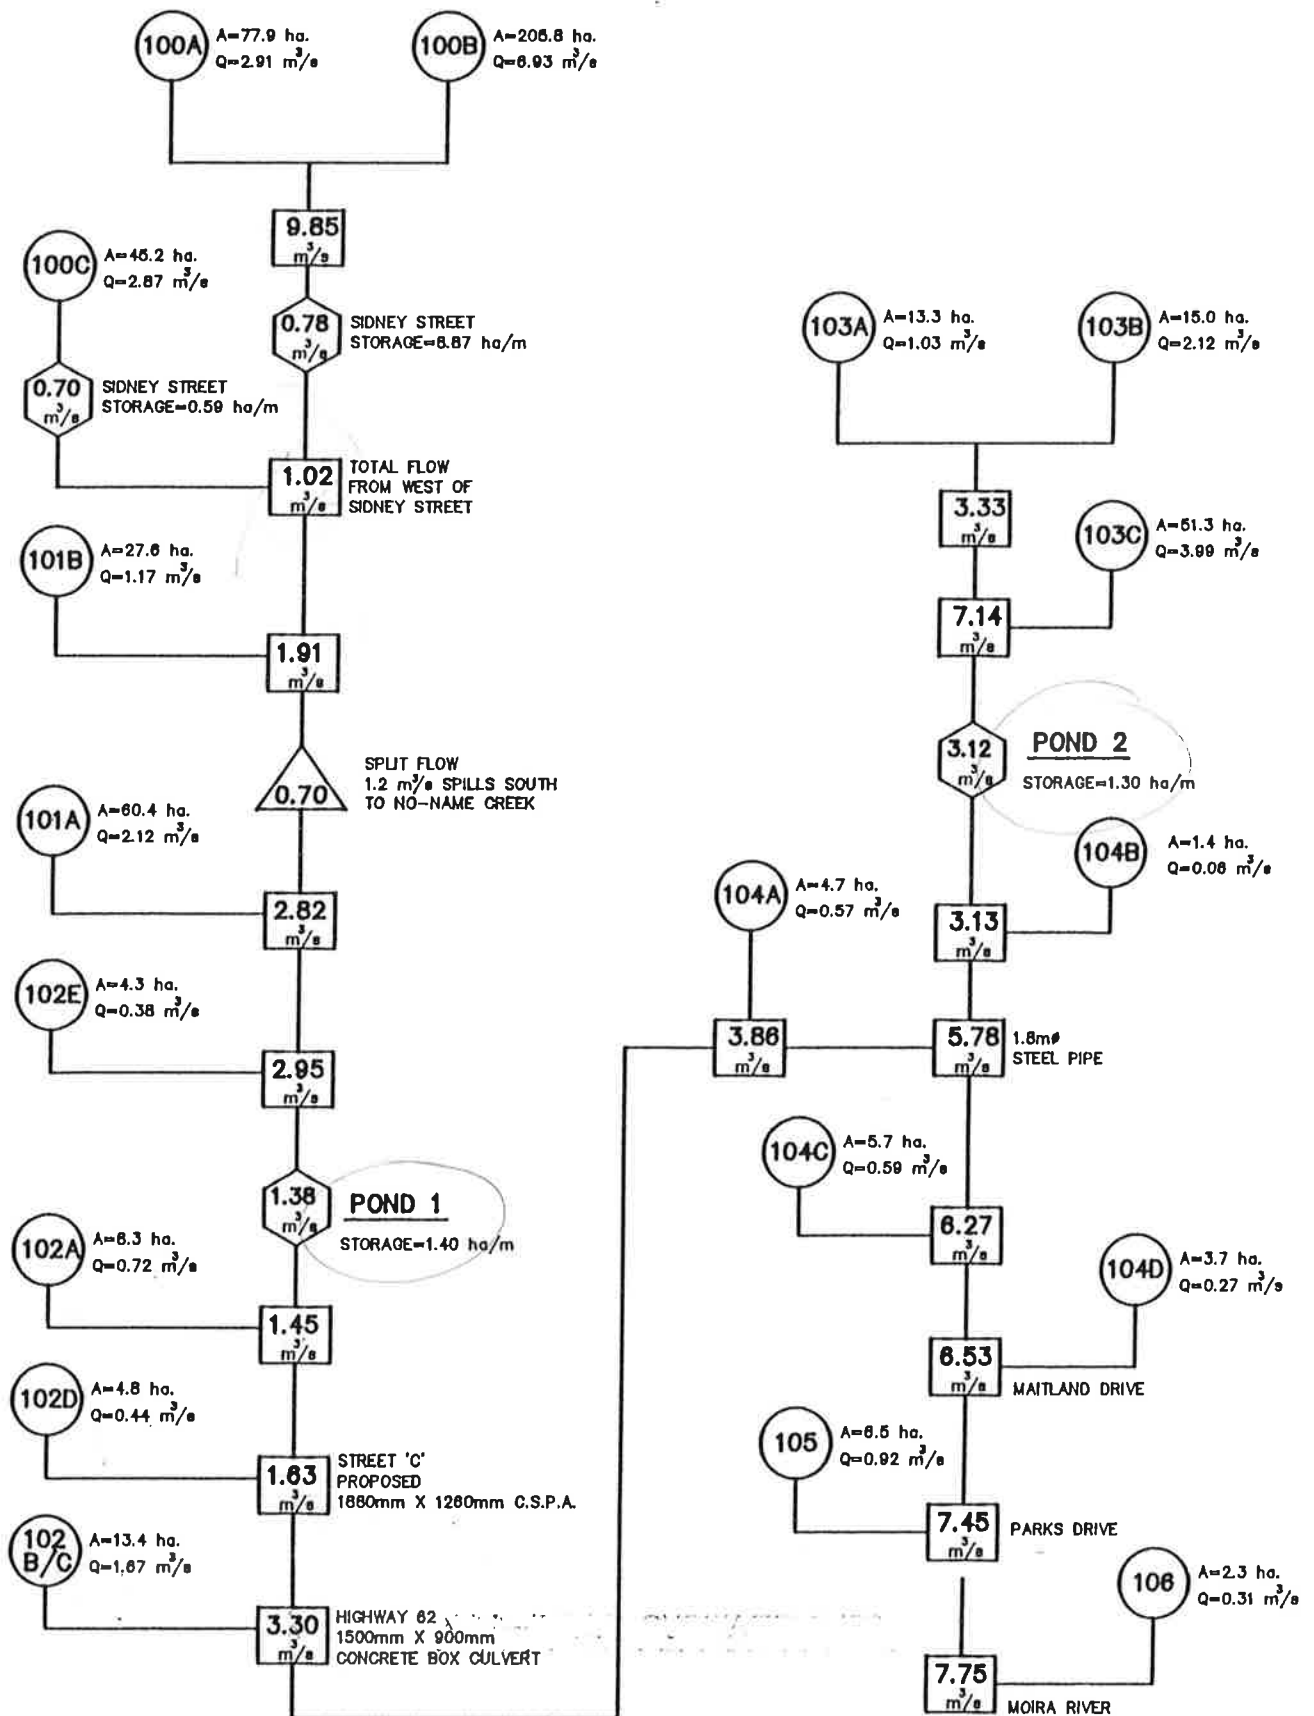 100A
A=77.9 ha.
Q=2.91 m³/s
100B
A=206.8 ha.
Q=6.93 m³/s
9.85
m³/s
100C
A=46.2 ha.
Q=2.87 m³/s
0.78
m³/s
SIDNEY STREET
STORAGE=8.87 ha/m
0.70
m³/s
SIDNEY STREET
STORAGE=0.59 ha/m
1.02
m³/s
TOTAL FLOW
FROM WEST OF
SIDNEY STREET
101B
A=27.6 ha.
Q=1.17 m³/s
1.91
m³/s
0.70
SPLIT FLOW
1.2 m³/s SPILLS SOUTH
TO NO-NAME CREEK
101A
A=60.4 ha.
Q=2.12 m³/s
2.82
m³/s
102E
A=4.3 ha.
Q=0.38 m³/s
2.95
m³/s
1.38
m³/s
POND 1
STORAGE=1.40 ha/m
102A
A=6.3 ha.
Q=0.72 m³/s
1.45
m³/s
102D
A=4.8 ha.
Q=0.44 m³/s
1.63
m³/s
STREET 'C'
PROPOSED
1880mm X 1260mm C.S.P.A.
102
B/C
A=13.4 ha.
Q=1.67 m³/s
3.30
m³/s
HIGHWAY 62
1500mm X 900mm
CONCRETE BOX CULVERT
103A
A=13.3 ha.
Q=1.03 m³/s
103B
A=15.0 ha.
Q=2.12 m³/s
3.33
m³/s
103C
A=51.3 ha.
Q=3.99 m³/s
7.14
m³/s
3.12
m³/s
POND 2
STORAGE=1.30 ha/m
104B
A=1.4 ha.
Q=0.06 m³/s
104A
A=4.7 ha.
Q=0.57 m³/s
3.13
m³/s
3.86
m³/s
5.78
m³/s
1.8mø
STEEL PIPE
104C
A=5.7 ha.
Q=0.59 m³/s
6.27
m³/s
104D
A=3.7 ha.
Q=0.27 m³/s
6.53
m³/s
MAITLAND DRIVE
105
A=6.5 ha.
Q=0.92 m³/s
7.45
m³/s
PARKS DRIVE
106
A=2.3 ha.
Q=0.31 m³/s
7.75
m³/s
MOIRA RIVER